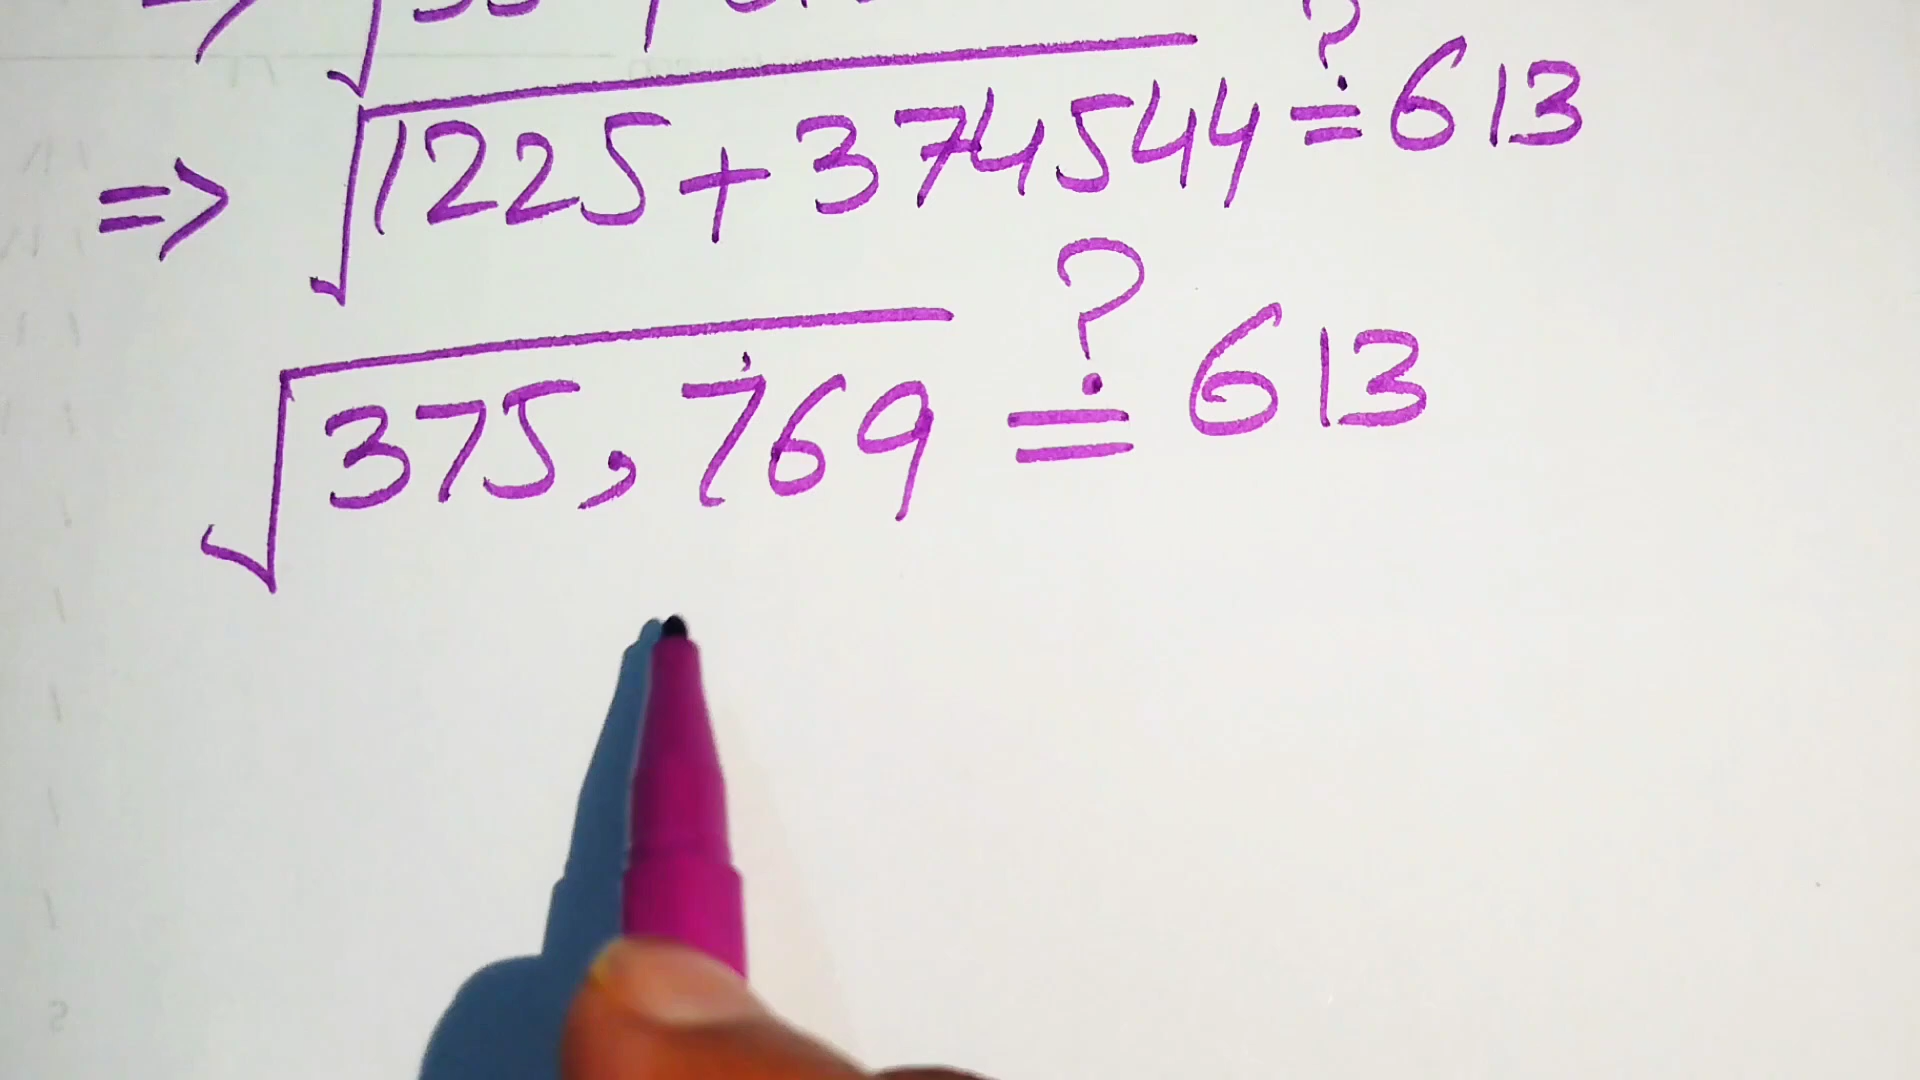 => √1225+374544 ?= 613
√375,769 ?= 613